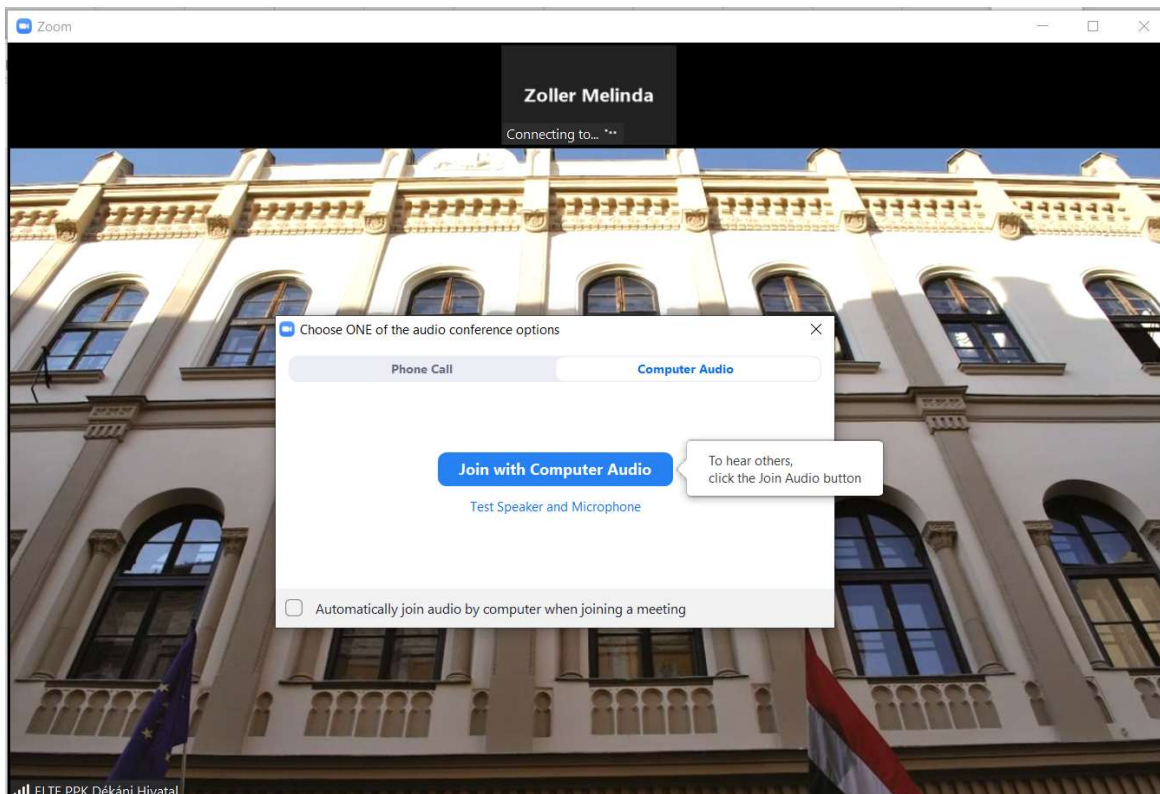 Zoom
Zoller Melinda
Connecting to...
Choose ONE of the audio conference options
Phone Call
Computer Audio
Join with Computer Audio
To hear others,
click the Join Audio button
Test Speaker and Microphone
Automatically join audio by computer when joining a meeting
ELTE PPK Dékáni Hivatal